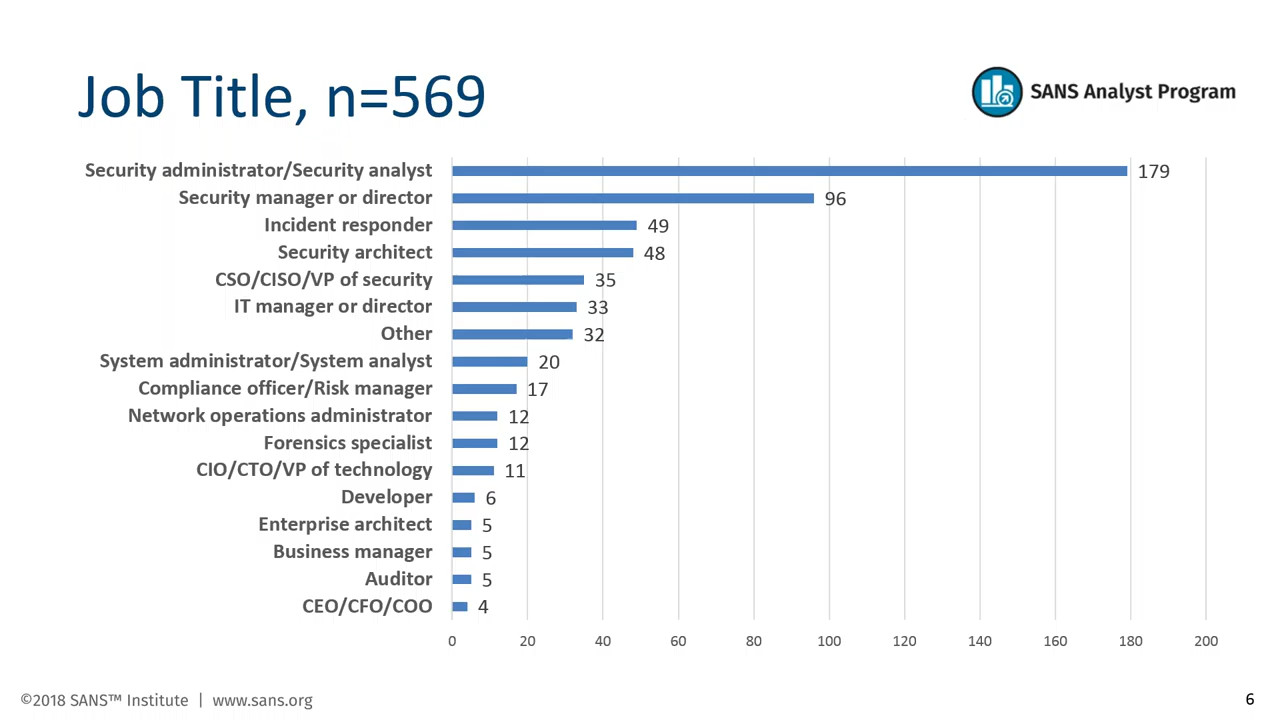 Job Title, n=569
SANS Analyst Program
Security administrator/Security analyst 179
Security manager or director 96
Incident responder 49
Security architect 48
CSO/CISO/VP of security 35
IT manager or director 33
Other 32
System administrator/System analyst 20
Compliance officer/Risk manager 17
Network operations administrator 12
Forensics specialist 12
CIO/CTO/VP of technology 11
Developer 6
Enterprise architect 5
Business manager 5
Auditor 5
CEO/CFO/COO 4
0 20 40 60 80 100 120 140 160 180 200
©2018 SANS™ Institute | www.sans.org
6